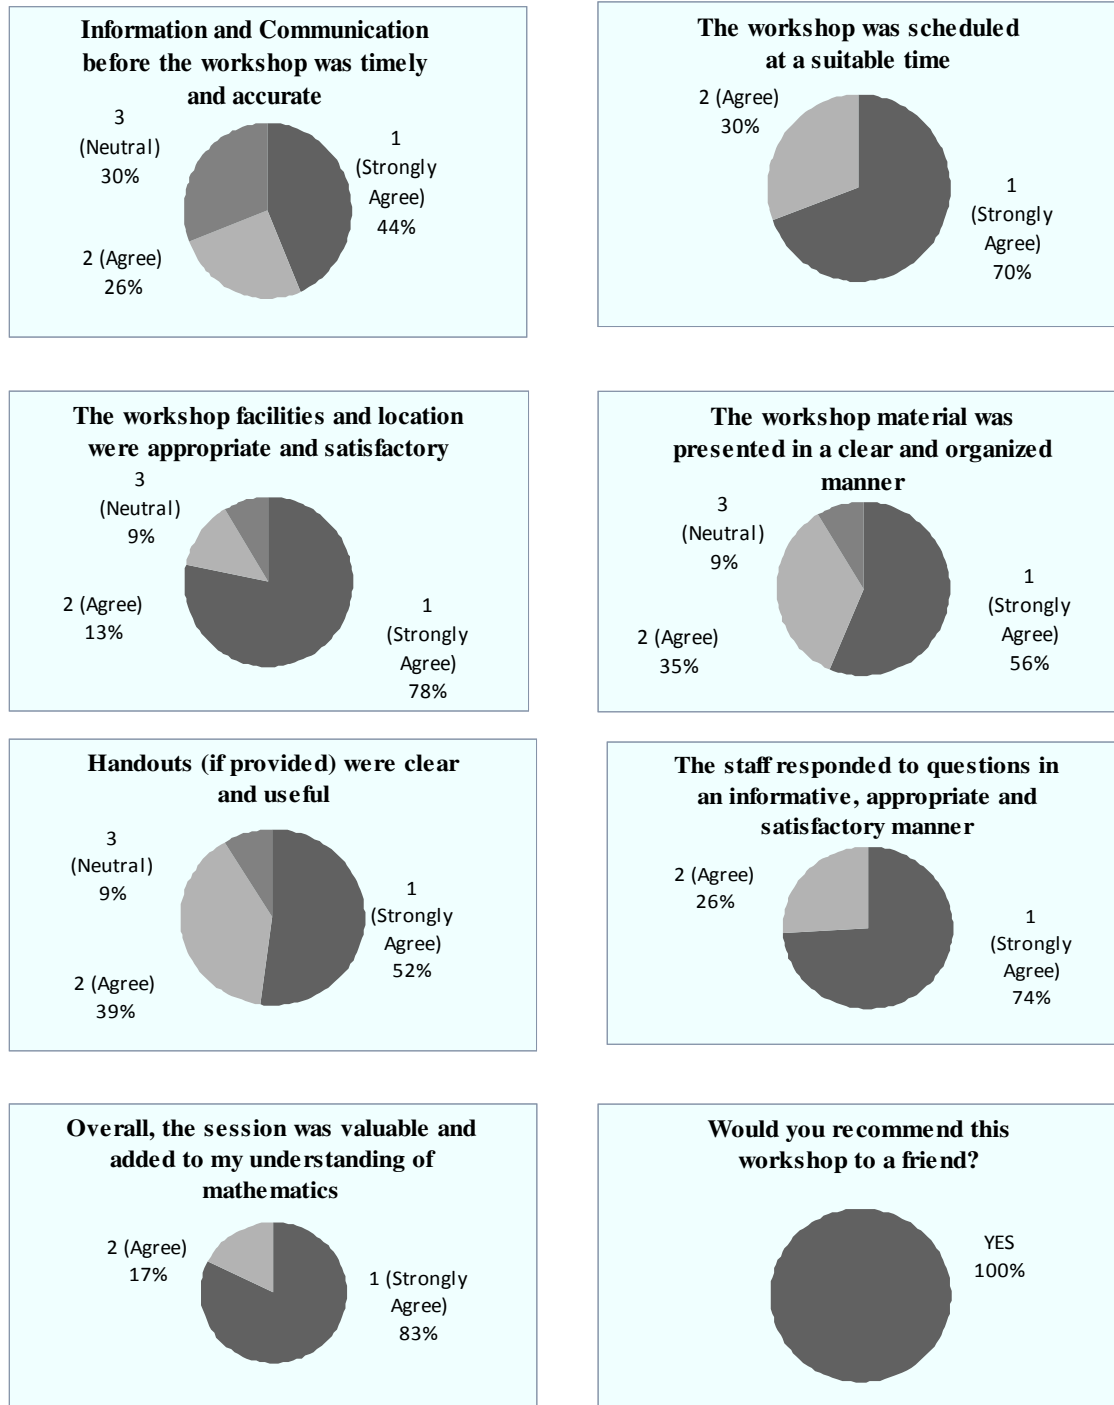 Information and Communication
before the workshop was timely
and accurate
3
(Neutral)
30%
1
(Strongly
Agree)
44%
2 (Agree)
26%
The workshop was scheduled
at a suitable time
2 (Agree)
30%
1
(Strongly
Agree)
70%
The workshop facilities and location
were appropriate and satisfactory
3
(Neutral)
9%
2 (Agree)
13%
1
(Strongly
Agree)
78%
The workshop material was
presented in a clear and organized
manner
3
(Neutral)
9%
1
(Strongly
Agree)
56%
2 (Agree)
35%
Handouts (if provided) were clear
and useful
3
(Neutral)
9%
1
(Strongly
Agree)
52%
2 (Agree)
39%
The staff responded to questions in
an informative, appropriate and
satisfactory manner
2 (Agree)
26%
1
(Strongly
Agree)
74%
Overall, the session was valuable and
added to my understanding of
mathematics
2 (Agree)
17%
1 (Strongly
Agree)
83%
Would you recommend this
workshop to a friend?
YES
100%